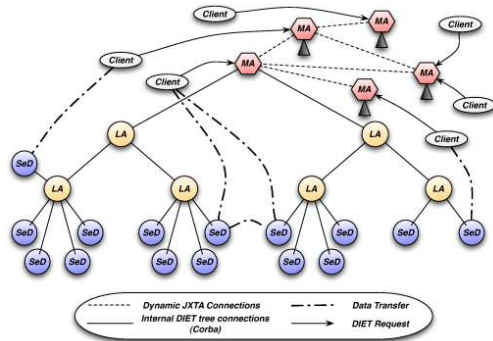 Client
MA
MA
Client
Client
MA
MA
Client
MA
Client
LA
LA
Client
SeD
LA
LA
LA
LA
SeD SeD SeD SeD SeD SeD SeD SeD
SeD SeD SeD SeD SeD SeD
Dynamic JXTA Connections
Data Transfer
Internal DIET tree connections
(Corba)
DIET Request